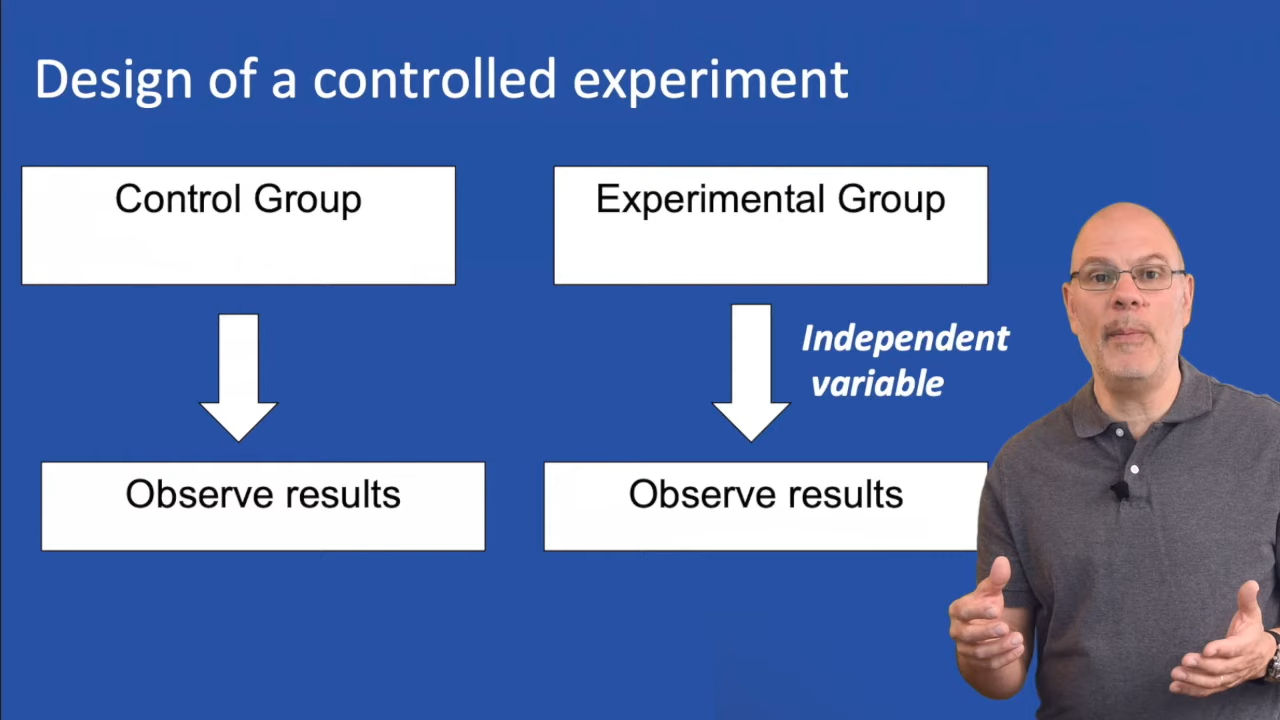 Design of a controlled experiment
Control Group
Experimental Group
Independent
variable
Observe results
Observe results